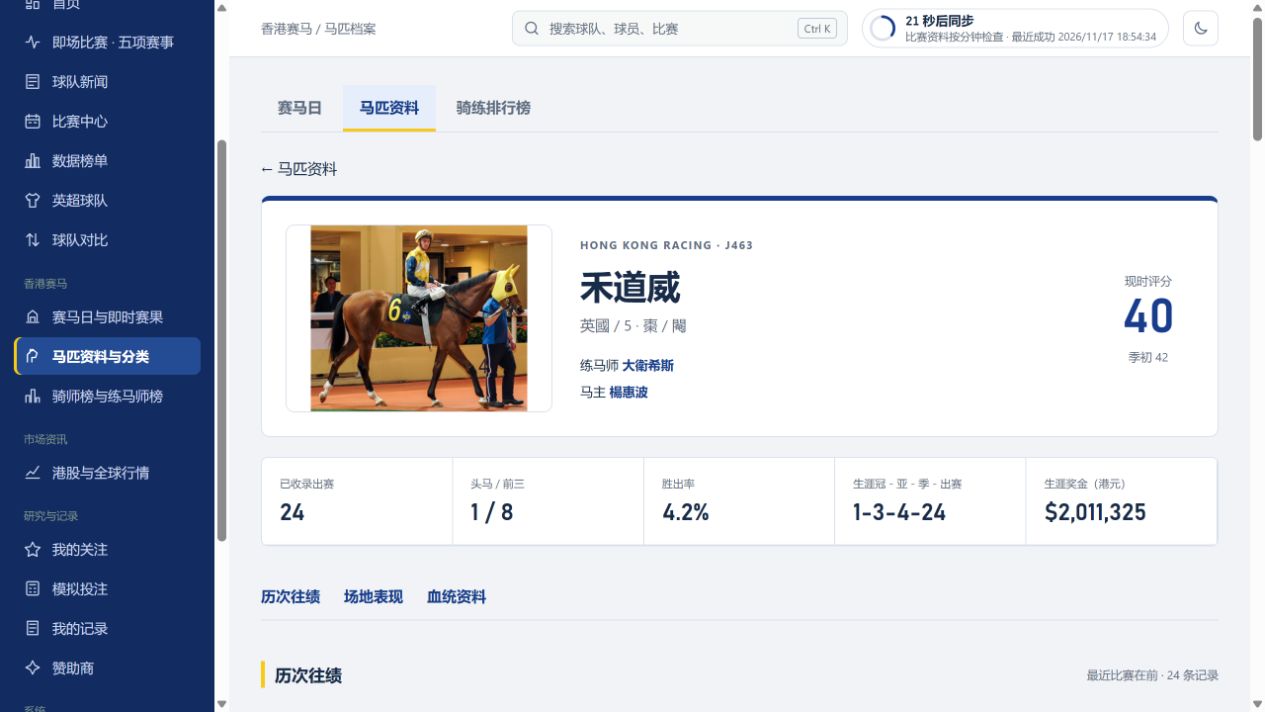 首页
即场比赛 · 五项赛事
球队新闻
比赛中心
数据榜单
英超球队
球队对比
香港赛马
赛马日与即时赛果
马匹资料与分类
骑师榜与练马师榜
市场资讯
港股与全球行情
研究与记录
我的关注
模拟投注
我的记录
赞助商
系统
香港赛马 / 马匹档案
搜索球队、球员、比赛
Ctrl K
21 秒后同步
比赛资料按分钟检查 · 最近成功 2026/11/17 18:54:34
赛马日
马匹资料
骑练排行榜
← 马匹资料
6
HONG KONG RACING · J463
禾道威
英國 / 5 · 棗 / 閹
练马师 大衛希斯
马主 楊惠波
现时评分
40
季初 42
已收录出赛
24
头马 / 前三
1 / 8
胜出率
4.2%
生涯冠 - 亚 - 季 - 出赛
1-3-4-24
生涯奖金（港元）
$2,011,325
历次往绩
场地表现
血统资料
历次往绩
最近比赛在前 · 24 条记录